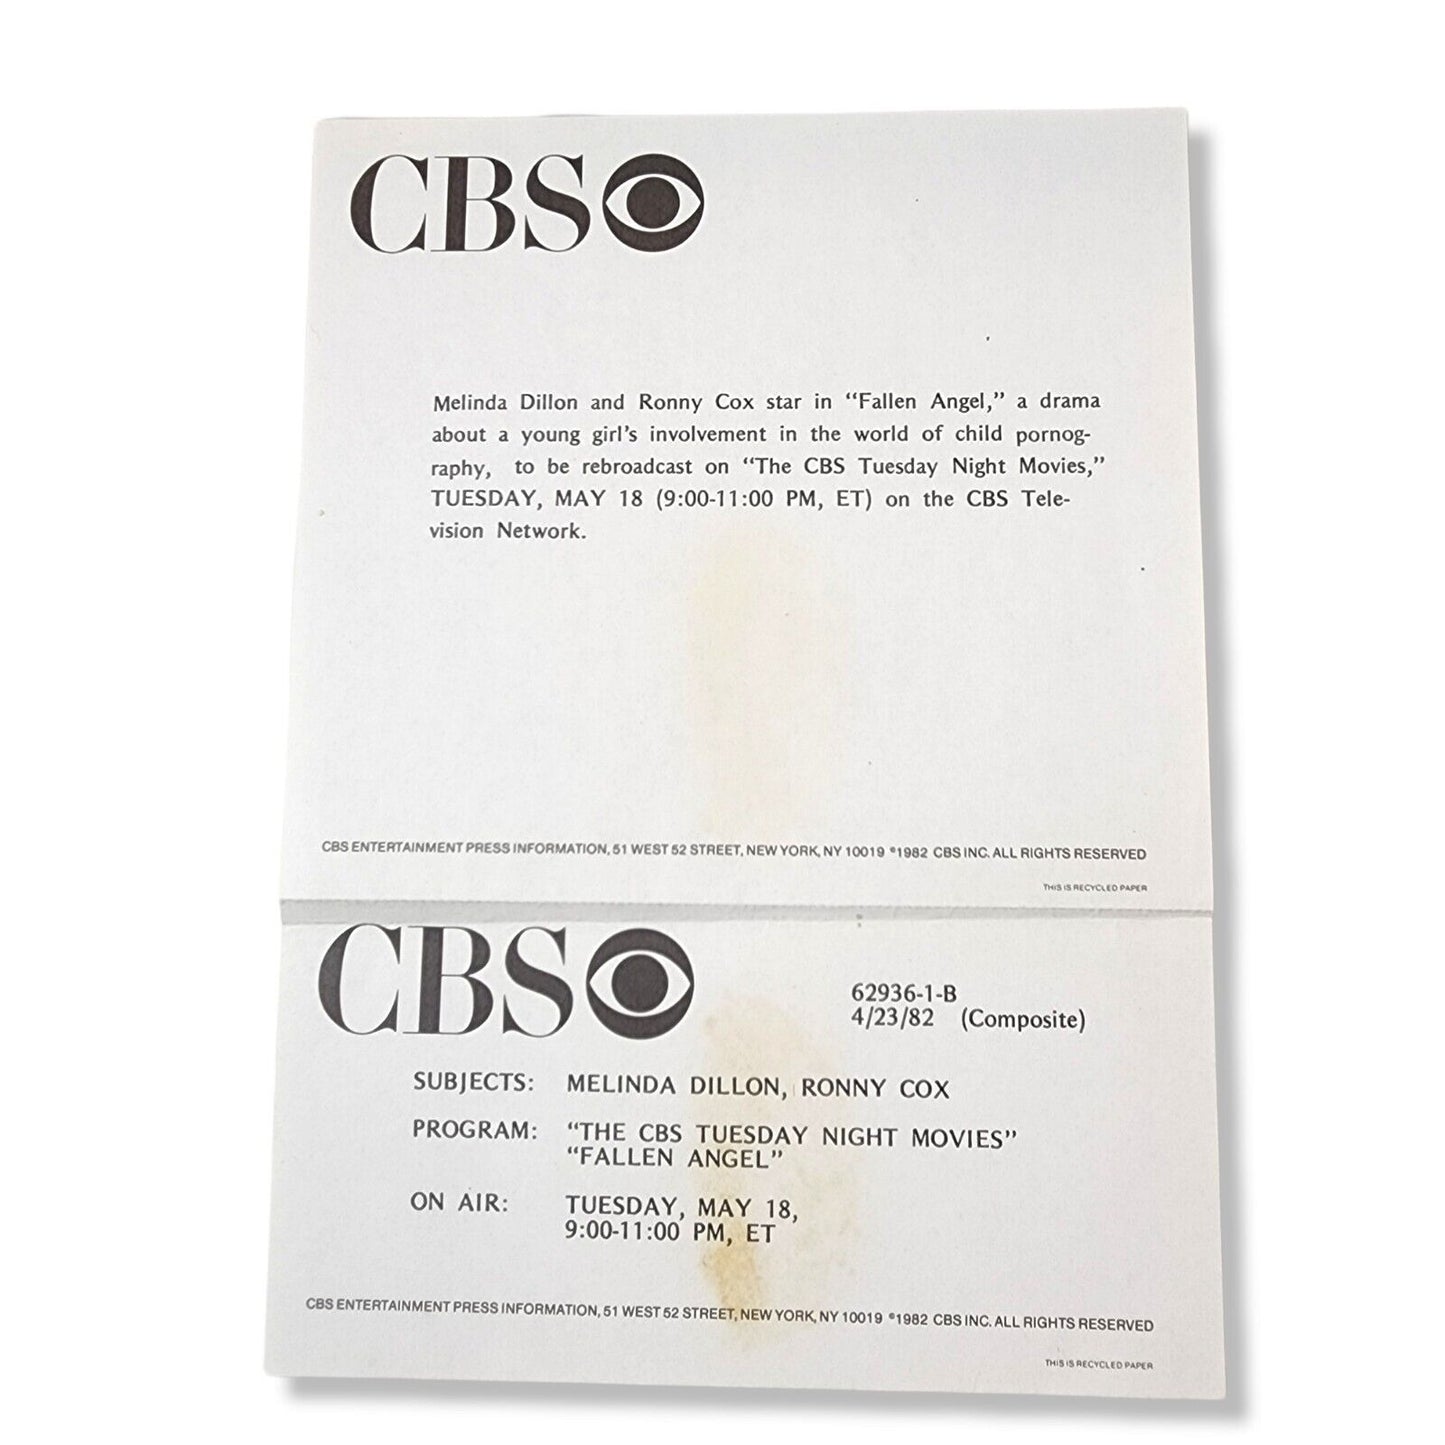 CBS
Melinda Dillon and Ronny Cox star in “Fallen Angel,” a drama
about a young girl’s involvement in the world of child pornog-
raphy, to be rebroadcast on “The CBS Tuesday Night Movies,”
TUESDAY, MAY 18 (9:00-11:00 PM, ET) on the CBS Tele-
vision Network.
CBS ENTERTAINMENT PRESS INFORMATION, 51 WEST 52 STREET, NEW YORK, NY 10019 ©1982 CBS INC. ALL RIGHTS RESERVED
THIS IS RECYCLED PAPER
CBS
62936-1-B
4/23/82 (Composite)
SUBJECTS: MELINDA DILLON, RONNY COX
PROGRAM: “THE CBS TUESDAY NIGHT MOVIES”
“FALLEN ANGEL”
ON AIR: TUESDAY, MAY 18,
9:00-11:00 PM, ET
CBS ENTERTAINMENT PRESS INFORMATION, 51 WEST 52 STREET, NEW YORK, NY 10019 ©1982 CBS INC. ALL RIGHTS RESERVED
THIS IS RECYCLED PAPER